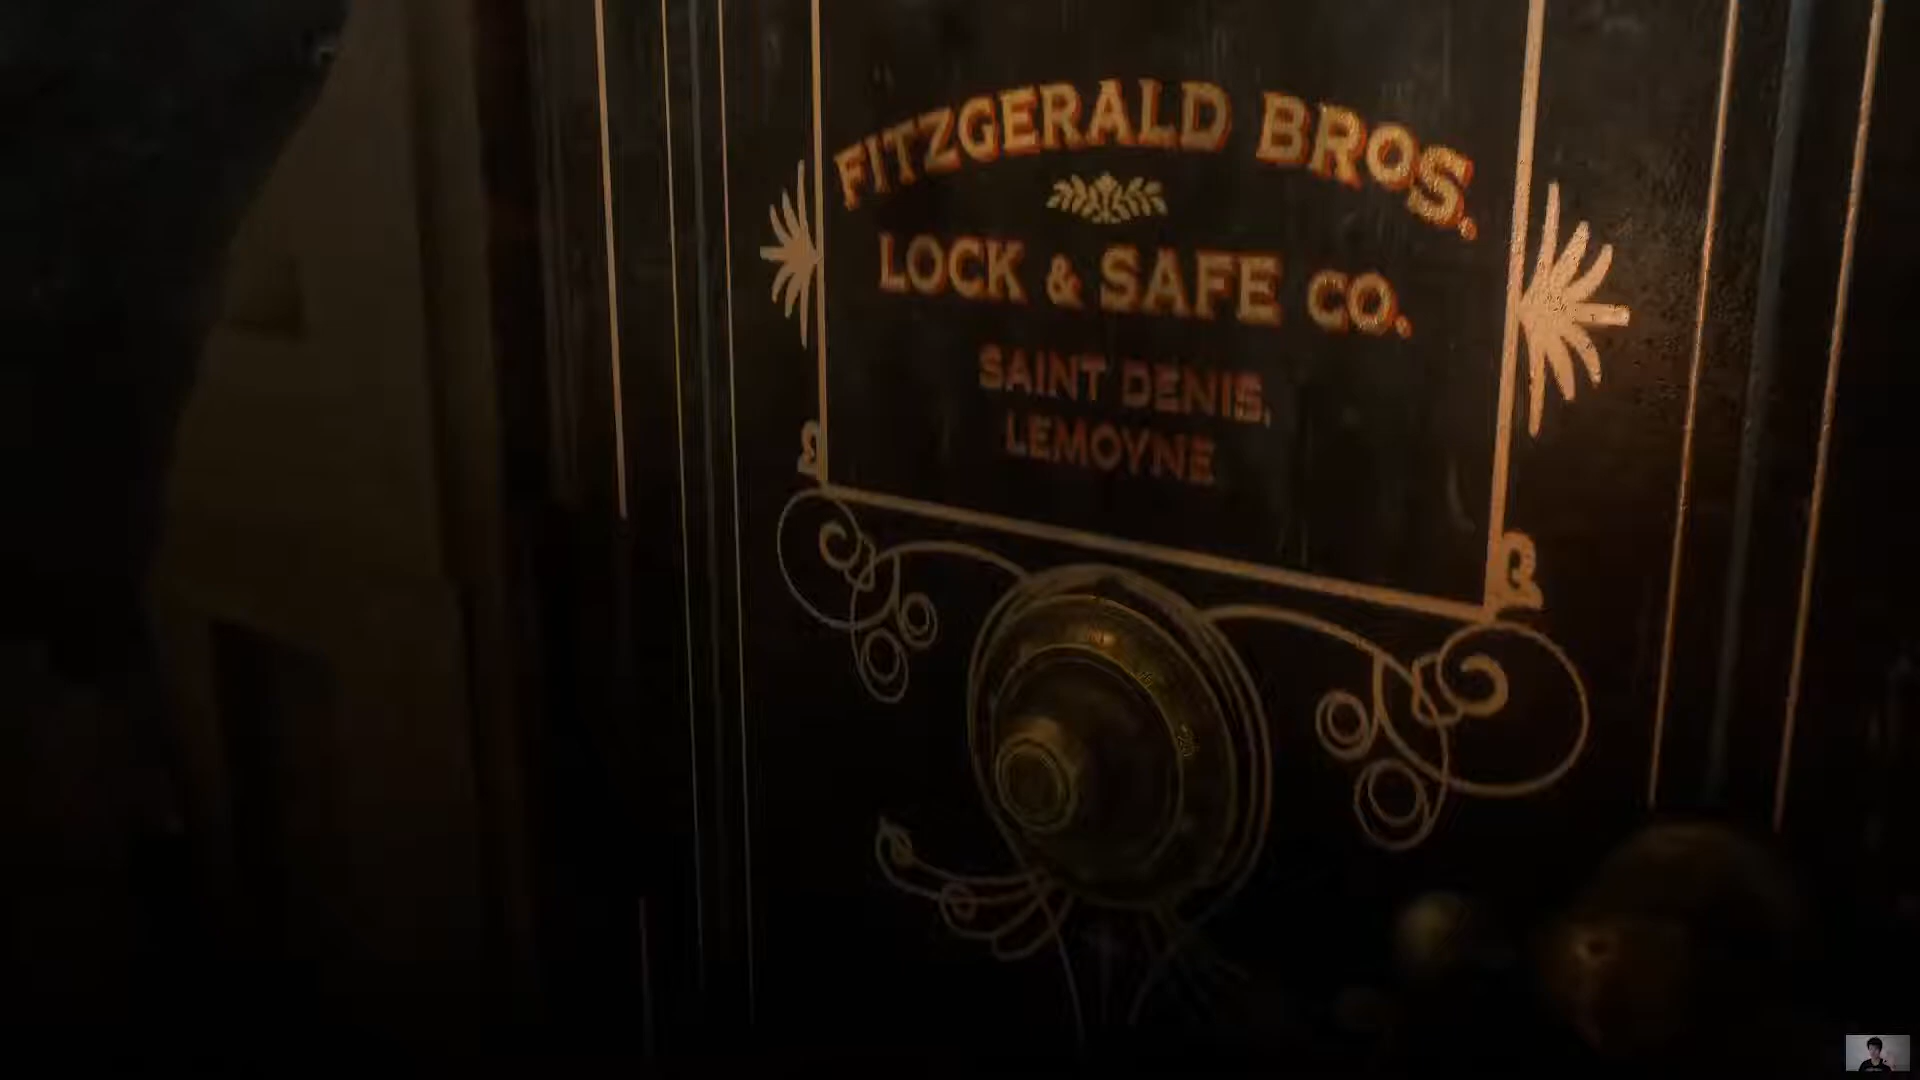 FITZGERALD BROS.
LOCK & SAFE CO.
SAINT DENIS,
LEMOYNE